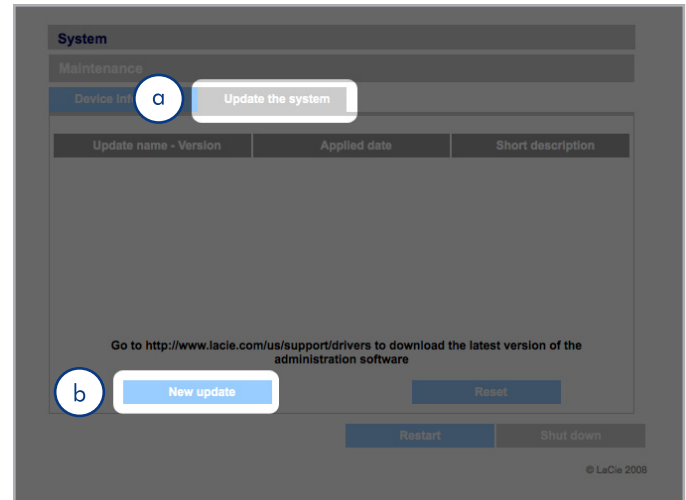 System
Maintenance
Device Inf
a
Update the system
Update name - Version Applied date Short description
Go to http://www.lacie.com/us/support/drivers to download the latest version of the
administration software
b
New update Reset
Restart Shut down
© LaCie 2008